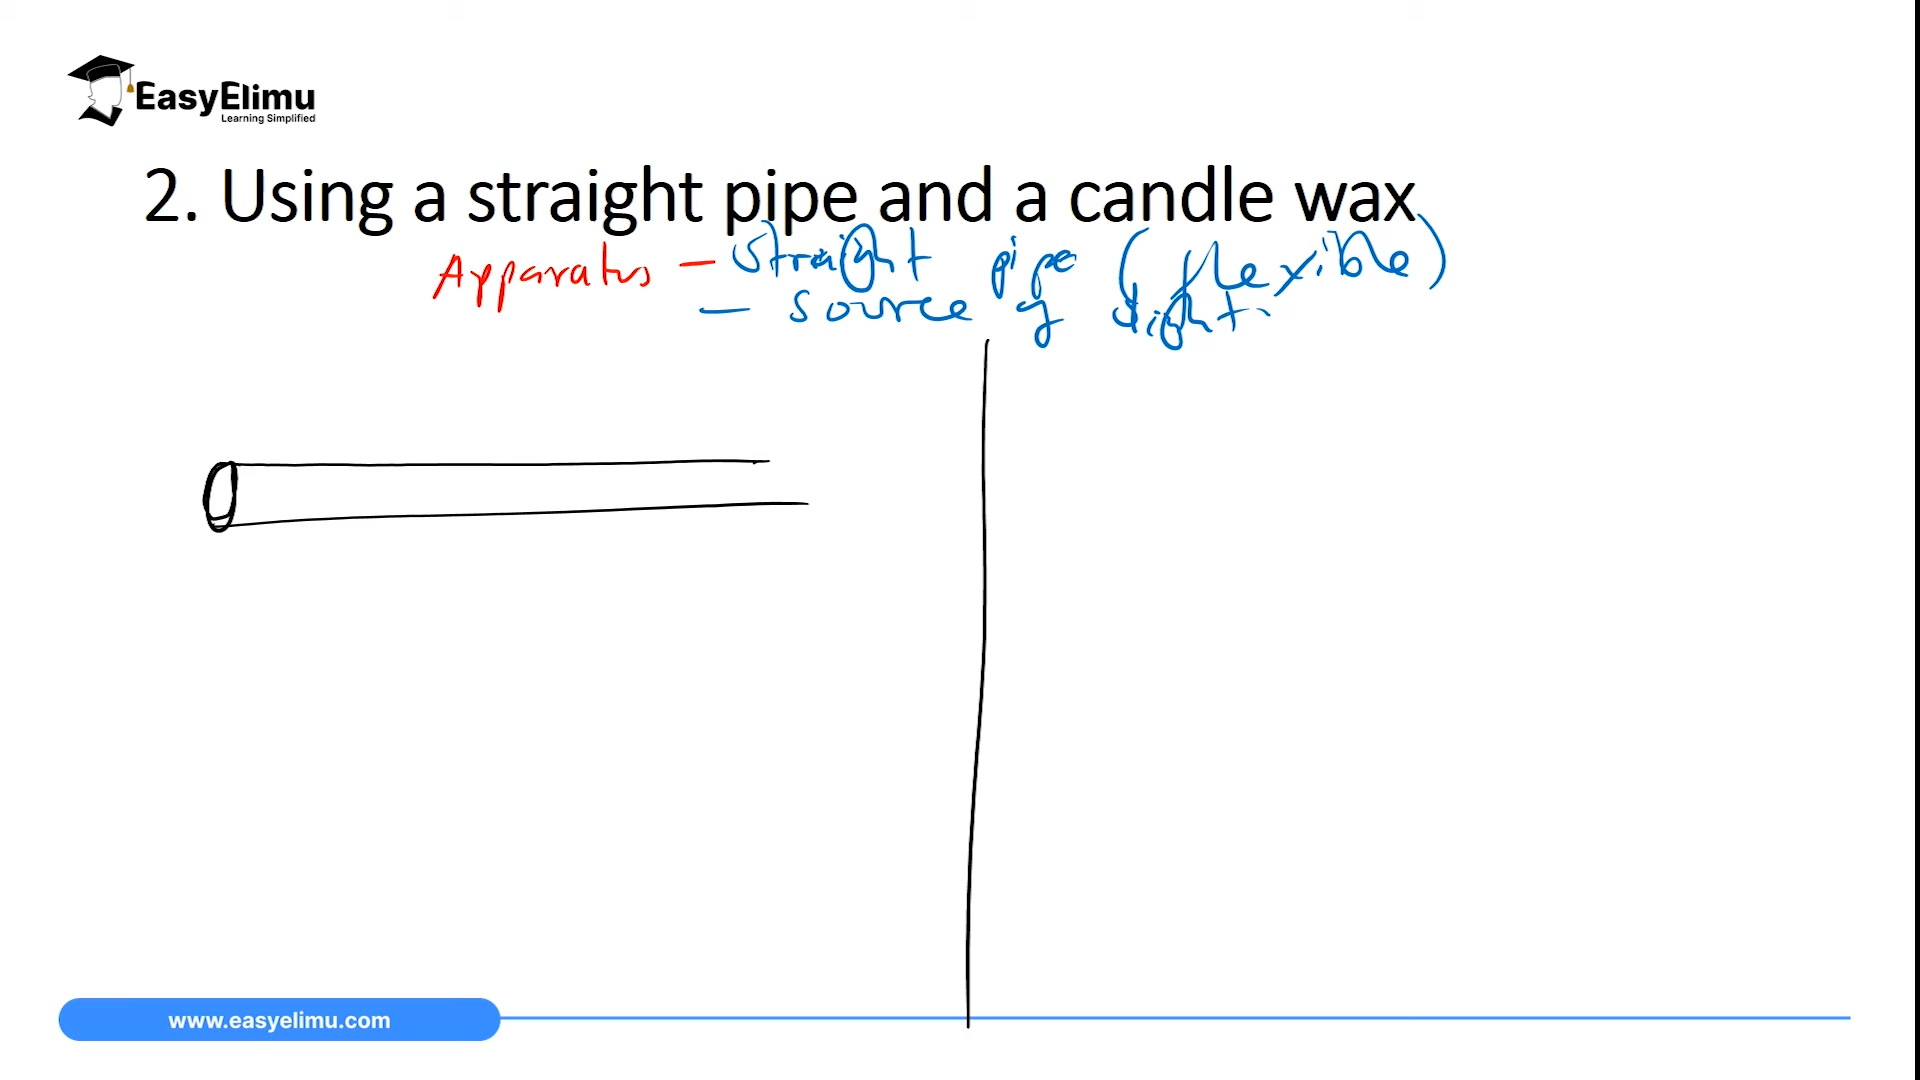 EasyElimu
Learning Simplified
2. Using a straight pipe and a candle wax
Apparatus – Straight pipe (flexible)
– Source of light.
www.easyelimu.com